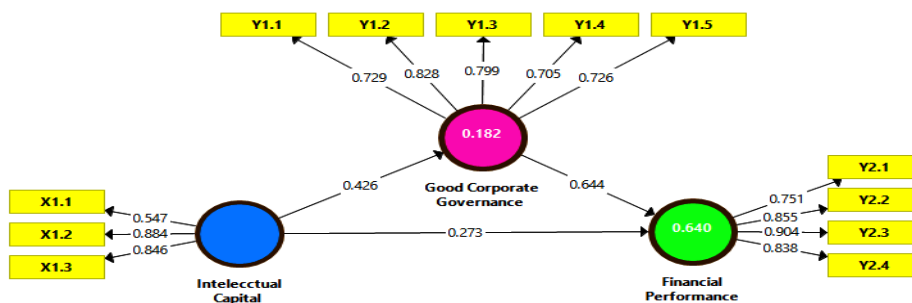 Y1.1 Y1.2 Y1.3 Y1.4 Y1.5
0.729 0.828 0.799 0.705 0.726
0.182
Good Corporate
Governance
0.426
0.644
X1.1
X1.2
X1.3
0.547
0.884
0.846
Intelecctual
Capital
0.273
0.640
Financial
Performance
0.751
0.855
0.904
0.838
Y2.1
Y2.2
Y2.3
Y2.4